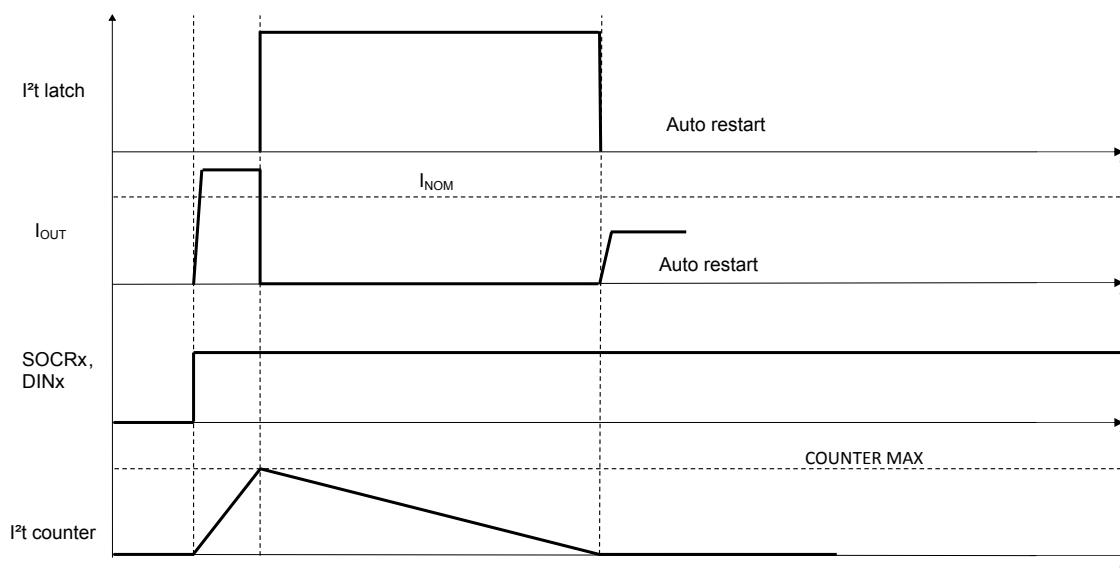 I²t latch
Auto restart
I_NOM
I_OUT
Auto restart
SOCRx,
DINx
COUNTER MAX
I²t counter